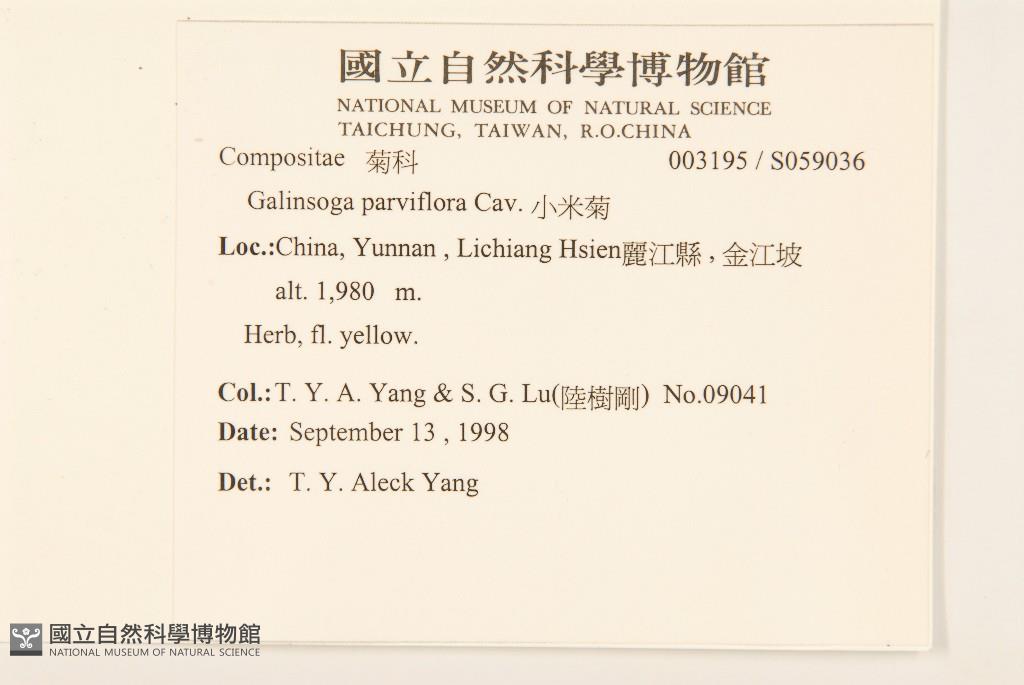 國立自然科學博物館
NATIONAL MUSEUM OF NATURAL SCIENCE
TAICHUNG, TAIWAN, R.O.CHINA
Compositae 菊科 003195 / S059036
Galinsoga parviflora Cav. 小米菊
Loc.:China, Yunnan , Lichiang Hsien麗江縣，金江坡
alt. 1,980 m.
Herb, fl. yellow.
Col.: T. Y. A. Yang & S. G. Lu(陸樹剛) No.09041
Date: September 13 , 1998
Det.: T. Y. Aleck Yang
國立自然科學博物館
NATIONAL MUSEUM OF NATURAL SCIENCE